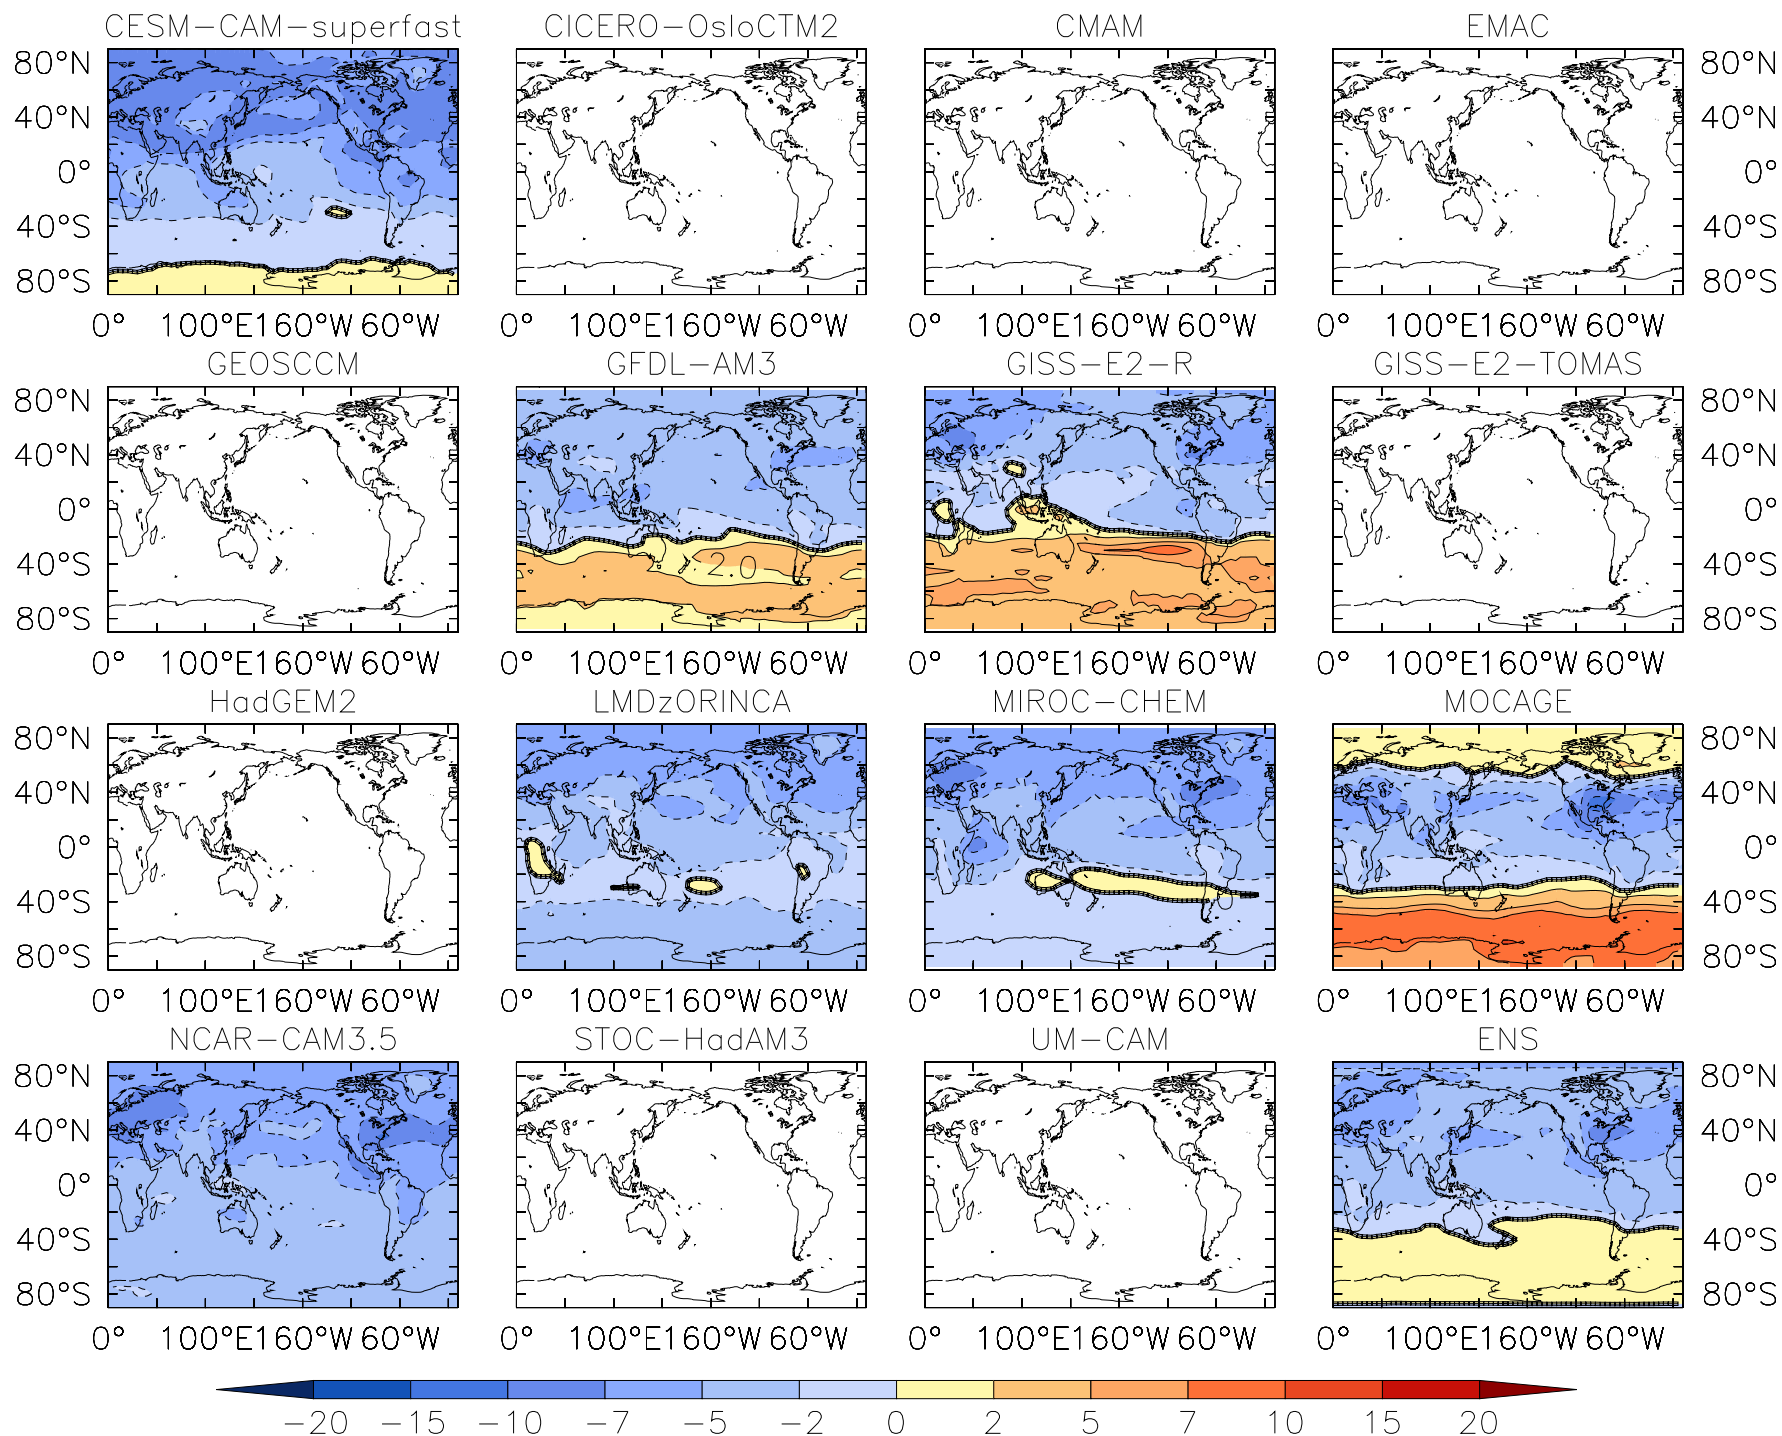 CESM-CAM-superfast CICERO-OsloCTM2 CMAM EMAC
80°N 80°N
40°N 40°N
0° 0°
40°S 40°S
80°S 80°S
0° 100°E160°W 60°W 0° 100°E160°W 60°W 0° 100°E160°W 60°W 0° 100°E160°W 60°W
GEOSCCM GFDL-AM3 GISS-E2-R GISS-E2-TOMAS
80°N 80°N
40°N 40°N
0° 0°
40°S 2.0 40°S
80°S 80°S
0° 100°E160°W 60°W 0° 100°E160°W 60°W 0° 100°E160°W 60°W 0° 100°E160°W 60°W
HadGEM2 LMDzORINCA MIROC-CHEM MOCAGE
80°N 80°N
40°N 40°N
0° 0°
40°S 0 40°S
80°S 80°S
0° 100°E160°W 60°W 0° 100°E160°W 60°W 0° 100°E160°W 60°W 0° 100°E160°W 60°W
NCAR-CAM3.5 STOC-HadAM3 UM-CAM ENS
80°N 80°N
40°N 40°N
0° 0°
40°S 40°S
80°S 80°S
0° 100°E160°W 60°W 0° 100°E160°W 60°W 0° 100°E160°W 60°W 0° 100°E160°W 60°W
-20 -15 -10 -7 -5 -2 0 2 5 7 10 15 20